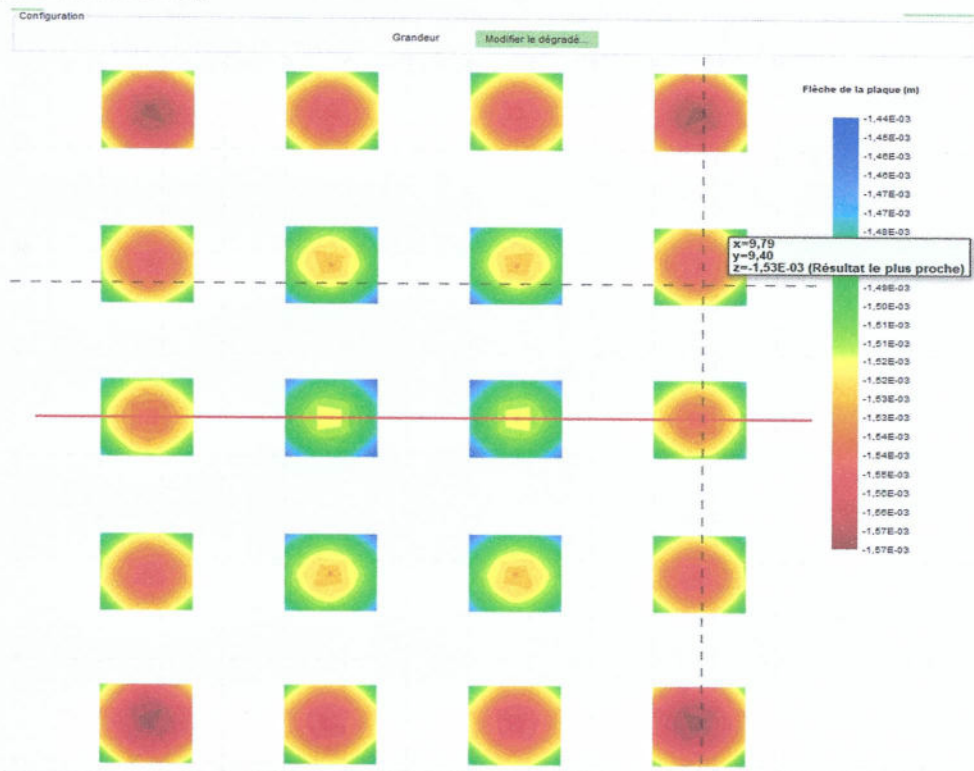 Configuration
Grandeur
Modifier le dégradé...
Flèche de la plaque (m)
-1,44E-03
-1,45E-03
-1,46E-03
-1,46E-03
-1,47E-03
-1,47E-03
-1,48E-03
x=9,79
y=9,40
z=-1,53E-03 (Résultat le plus proche)
-1,49E-03
-1,50E-03
-1,51E-03
-1,51E-03
-1,52E-03
-1,52E-03
-1,53E-03
-1,53E-03
-1,54E-03
-1,54E-03
-1,55E-03
-1,56E-03
-1,56E-03
-1,57E-03
-1,57E-03